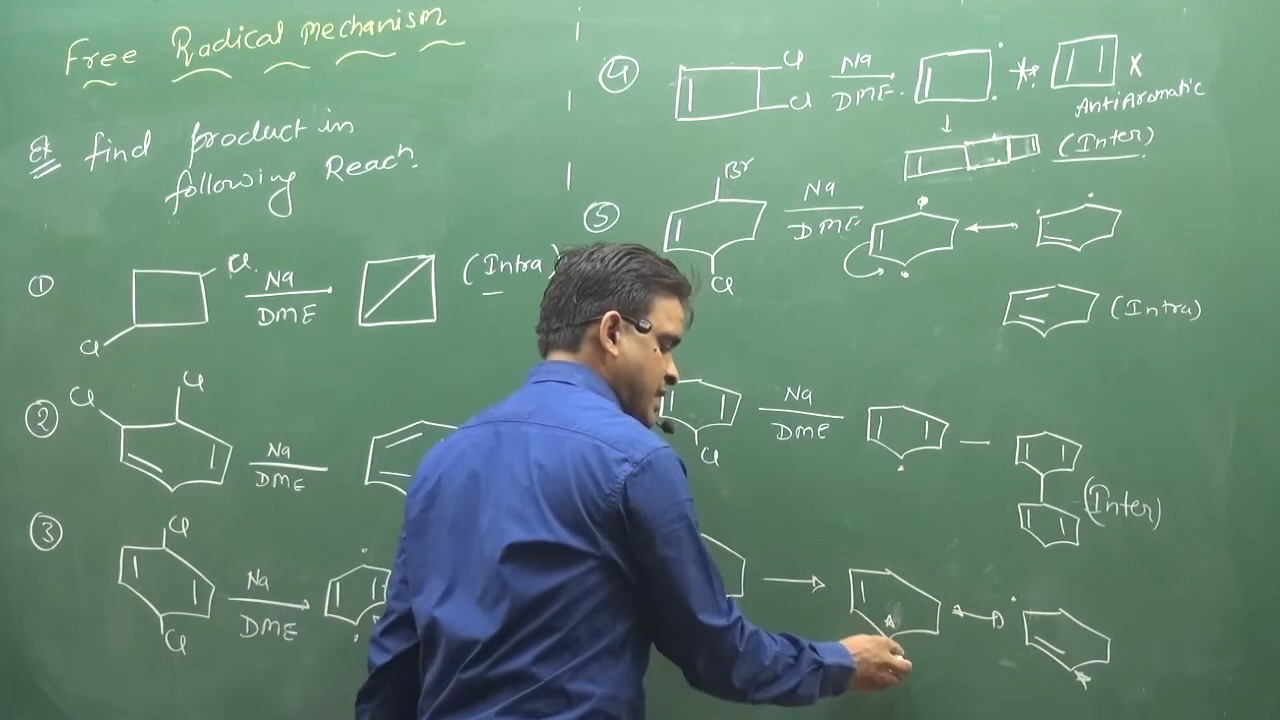 Free Radical mechanism
Ex find product in
following Reach.
① Cl Cl Na DME (Intra)
② Cl Cl Na DME
③ Cl Cl Na DME
④ Cl Cl Na DME. X
AntiAromatic
(Inter)
⑤ Br Cl Na DME
(Intra)
Cl Na DME
(Inter)